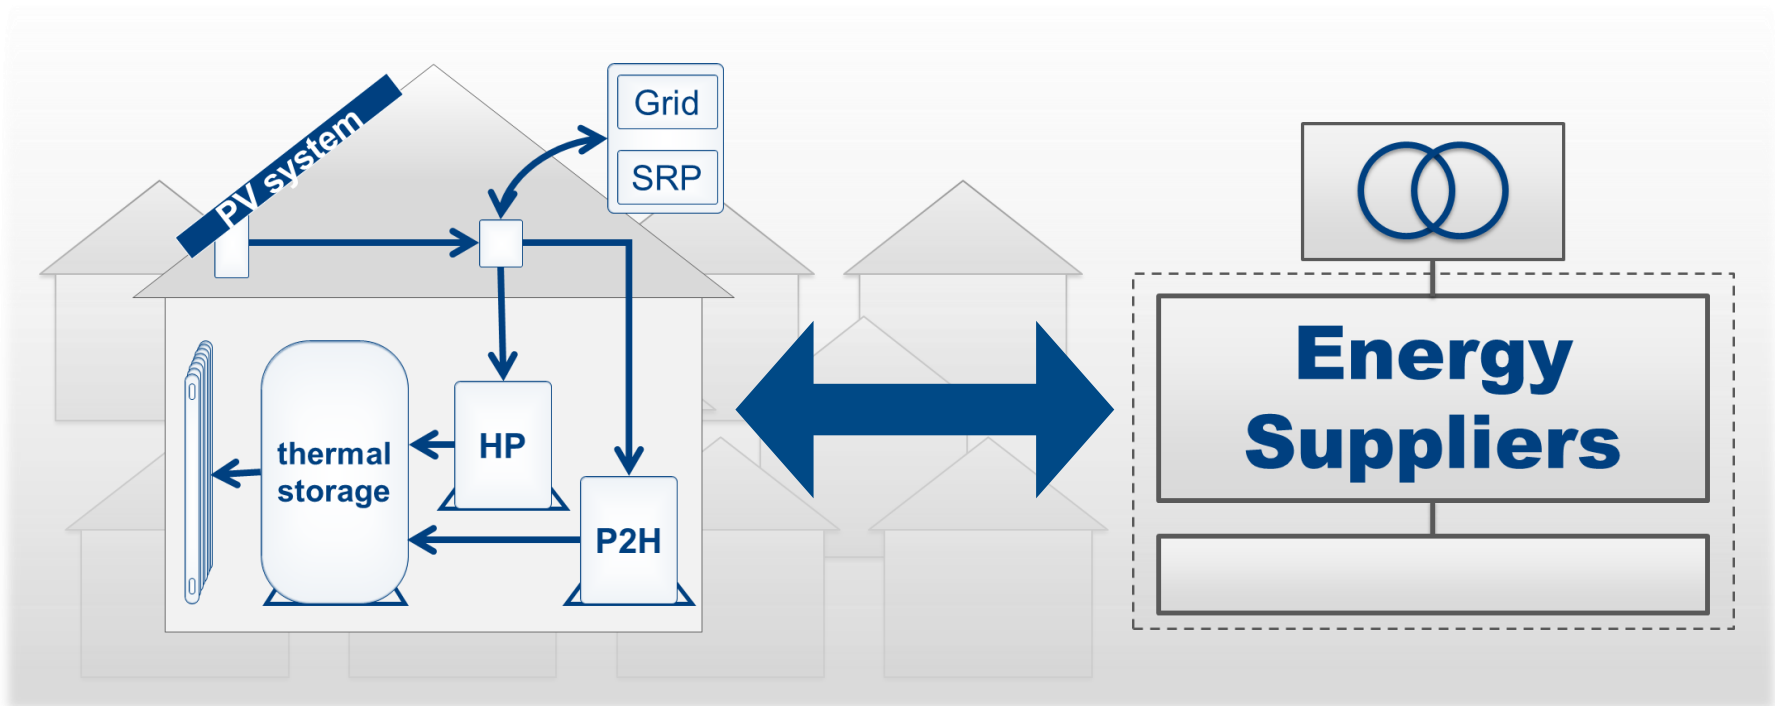 PV system
Grid
SRP
HP
thermal
storage
P2H
Energy
Suppliers